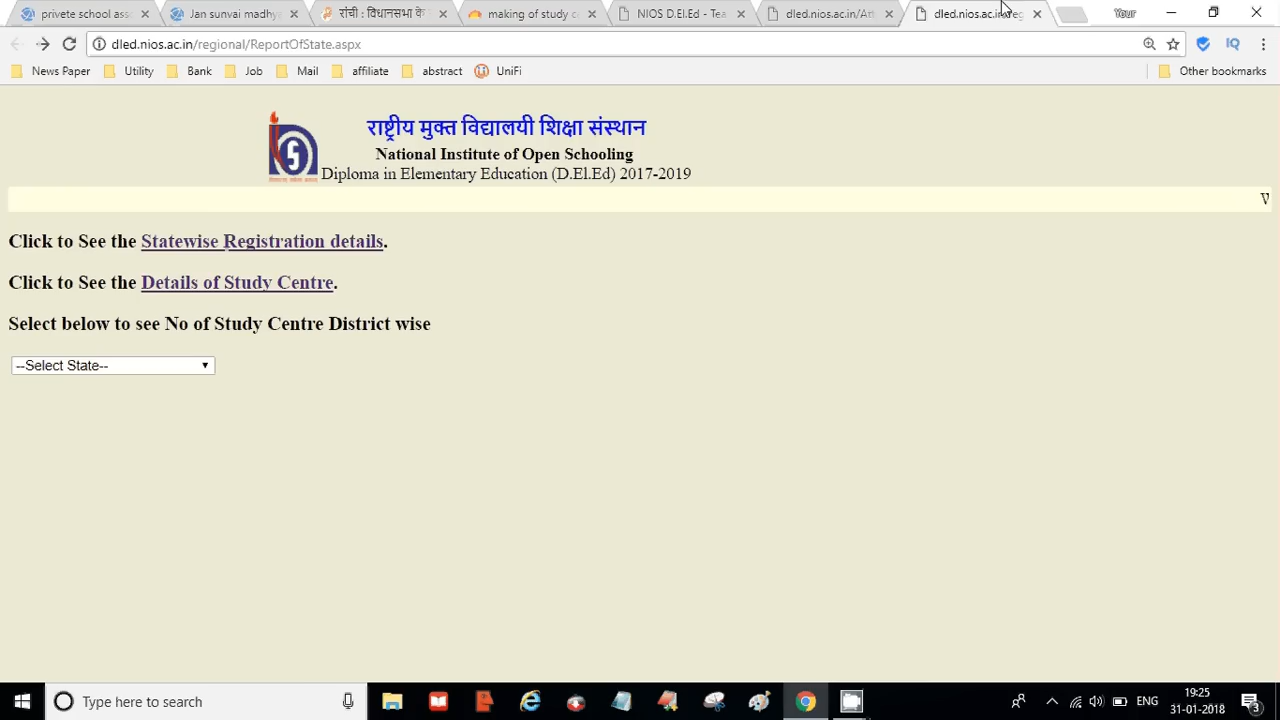 privete school ass
Jan sunvai madhya
रांची : विधानसभा के
making of study c
NIOS D.El.Ed - Tea
dled.nios.ac.in/Art
dled.nios.ac.in/reg
Your
dled.nios.ac.in/regional/ReportOfState.aspx
IQ
News Paper
Utility
Bank
Job
Mail
affiliate
abstract
UniFi
Other bookmarks
राष्ट्रीय मुक्त विद्यालयी शिक्षा संस्थान
National Institute of Open Schooling
Diploma in Elementary Education (D.El.Ed) 2017-2019
Click to See the Statewise Registration details.
Click to See the Details of Study Centre.
Select below to see No of Study Centre District wise
--Select State--
Type here to search
ENG
19:25
31-01-2018
3